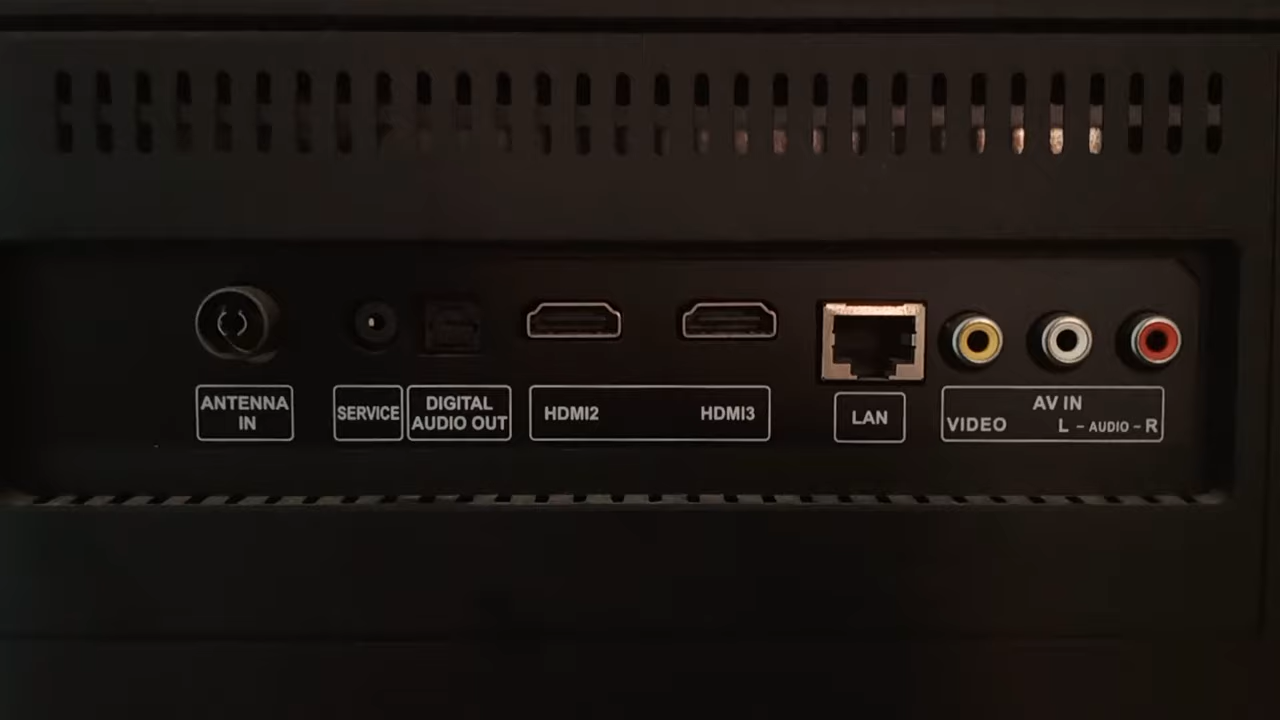 ANTENNA
IN
SERVICE
DIGITAL
AUDIO OUT
HDMI2
HDMI3
LAN
AV IN
VIDEO
L - AUDIO - R